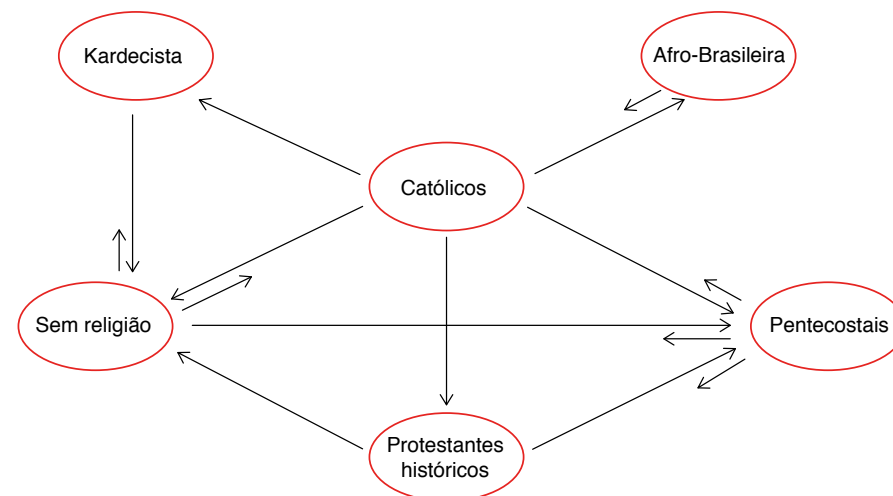 Kardecista
Afro-Brasileira
Católicos
Sem religião
Pentecostais
Protestantes
históricos